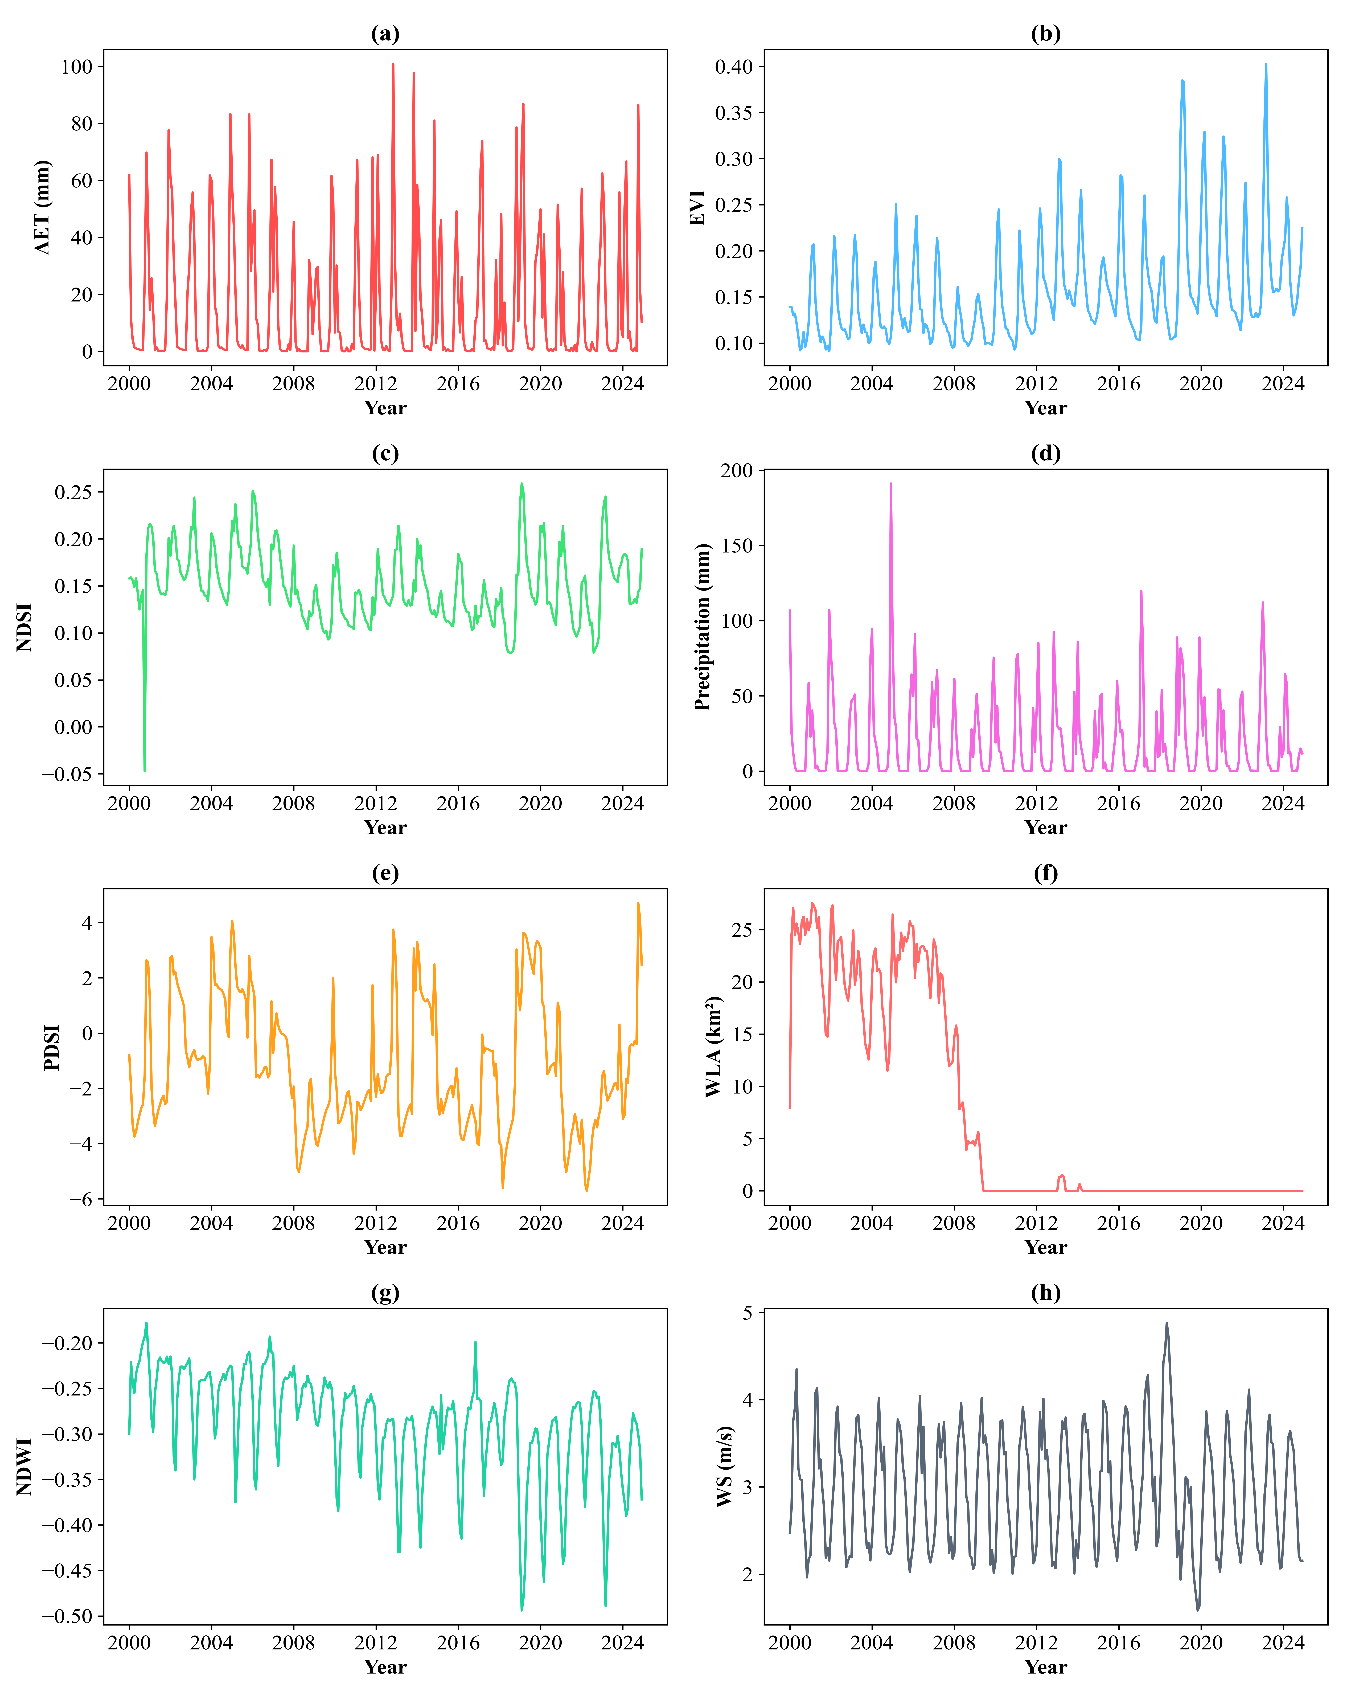 (a)
AET (mm)
100
80
60
40
20
0
2000 2004 2008 2012 2016 2020 2024
Year
(b)
EVI
0.40
0.35
0.30
0.25
0.20
0.15
0.10
2000 2004 2008 2012 2016 2020 2024
Year
(c)
NDSI
0.25
0.20
0.15
0.10
0.05
0.00
−0.05
2000 2004 2008 2012 2016 2020 2024
Year
(d)
Precipitation (mm)
200
150
100
50
0
2000 2004 2008 2012 2016 2020 2024
Year
(e)
PDSI
4
2
0
−2
−4
−6
2000 2004 2008 2012 2016 2020 2024
Year
(f)
WLA (km²)
25
20
15
10
5
0
2000 2004 2008 2012 2016 2020 2024
Year
(g)
NDWI
−0.20
−0.25
−0.30
−0.35
−0.40
−0.45
−0.50
2000 2004 2008 2012 2016 2020 2024
Year
(h)
WS (m/s)
5
4
3
2
2000 2004 2008 2012 2016 2020 2024
Year